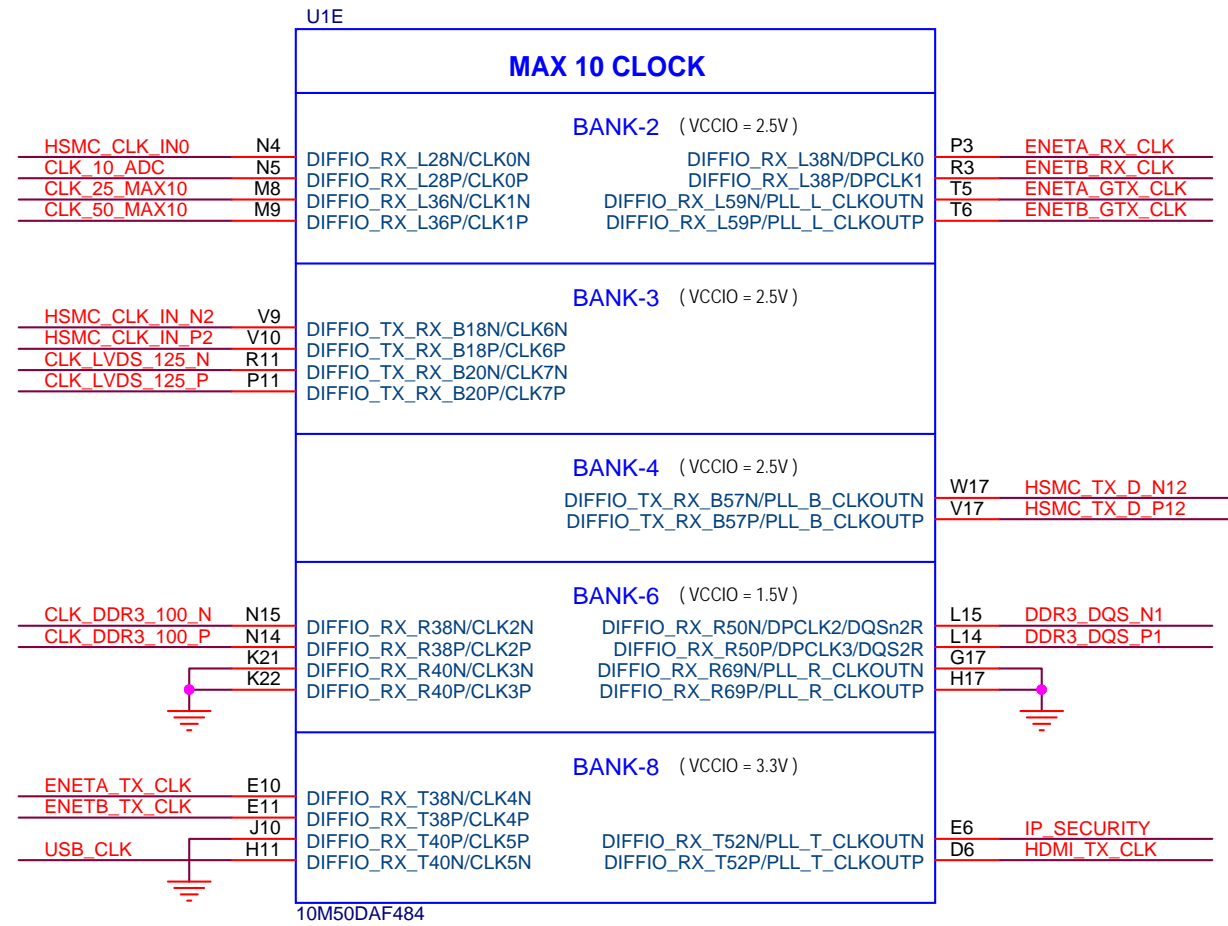 U1E
MAX 10 CLOCK
BANK-2 ( VCCIO = 2.5V )
HSMC_CLK_IN0 N4 DIFFIO_RX_L28N/CLK0N DIFFIO_RX_L38N/DPCLK0 P3 ENETA_RX_CLK
CLK_10_ADC N5 DIFFIO_RX_L28P/CLK0P DIFFIO_RX_L38P/DPCLK1 R3 ENETB_RX_CLK
CLK_25_MAX10 M8 DIFFIO_RX_L36N/CLK1N DIFFIO_RX_L59N/PLL_L_CLKOUTN T5 ENETA_GTX_CLK
CLK_50_MAX10 M9 DIFFIO_RX_L36P/CLK1P DIFFIO_RX_L59P/PLL_L_CLKOUTP T6 ENETB_GTX_CLK
BANK-3 ( VCCIO = 2.5V )
HSMC_CLK_IN_N2 V9 DIFFIO_TX_RX_B18N/CLK6N
HSMC_CLK_IN_P2 V10 DIFFIO_TX_RX_B18P/CLK6P
CLK_LVDS_125_N R11 DIFFIO_TX_RX_B20N/CLK7N
CLK_LVDS_125_P P11 DIFFIO_TX_RX_B20P/CLK7P
BANK-4 ( VCCIO = 2.5V )
DIFFIO_TX_RX_B57N/PLL_B_CLKOUTN W17 HSMC_TX_D_N12
DIFFIO_TX_RX_B57P/PLL_B_CLKOUTP V17 HSMC_TX_D_P12
BANK-6 ( VCCIO = 1.5V )
CLK_DDR3_100_N N15 DIFFIO_RX_R38N/CLK2N DIFFIO_RX_R50N/DPCLK2/DQSn2R L15 DDR3_DQS_N1
CLK_DDR3_100_P N14 DIFFIO_RX_R38P/CLK2P DIFFIO_RX_R50P/DPCLK3/DQS2R L14 DDR3_DQS_P1
K21 DIFFIO_RX_R40N/CLK3N DIFFIO_RX_R69N/PLL_R_CLKOUTN G17
K22 DIFFIO_RX_R40P/CLK3P DIFFIO_RX_R69P/PLL_R_CLKOUTP H17
BANK-8 ( VCCIO = 3.3V )
ENETA_TX_CLK E10 DIFFIO_RX_T38N/CLK4N
ENETB_TX_CLK E11 DIFFIO_RX_T38P/CLK4P
J10 DIFFIO_RX_T40P/CLK5P DIFFIO_RX_T52N/PLL_T_CLKOUTN E6 IP_SECURITY
USB_CLK H11 DIFFIO_RX_T40N/CLK5N DIFFIO_RX_T52P/PLL_T_CLKOUTP D6 HDMI_TX_CLK
10M50DAF484